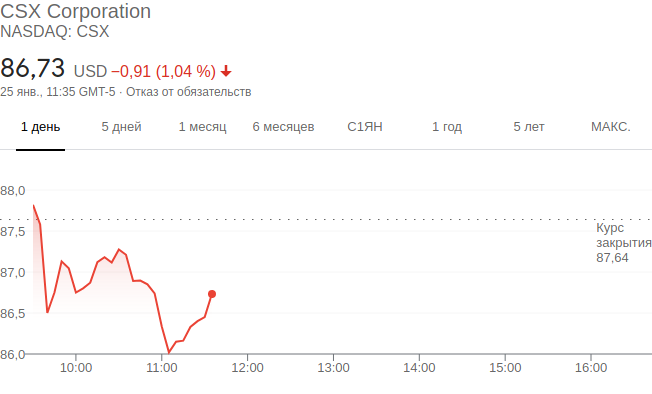 CSX Corporation
NASDAQ: CSX
86,73 USD −0,91 (1,04 %)
25 янв., 11:35 GMT-5 · Отказ от обязательств
1 день 5 дней 1 месяц 6 месяцев С1ЯН 1 год 5 лет МАКС.
88,0
Курс
87,5
закрытия
87,64
87,0
86,5
86,0
10:00 11:00 12:00 13:00 14:00 15:00 16:00